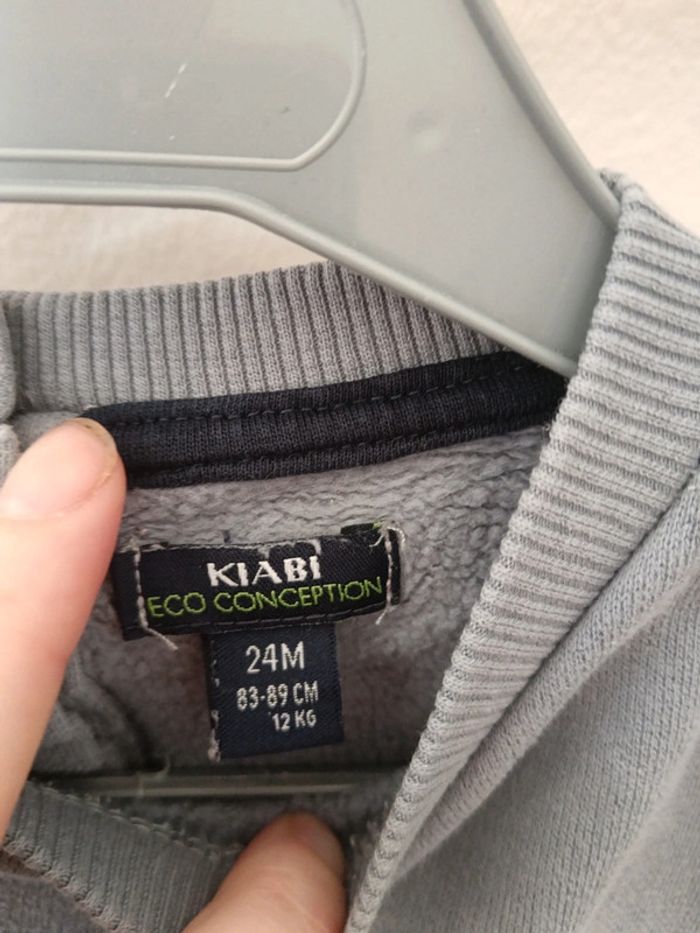 KIABI
ECO CONCEPTION
24M
83-89 CM
12 KG